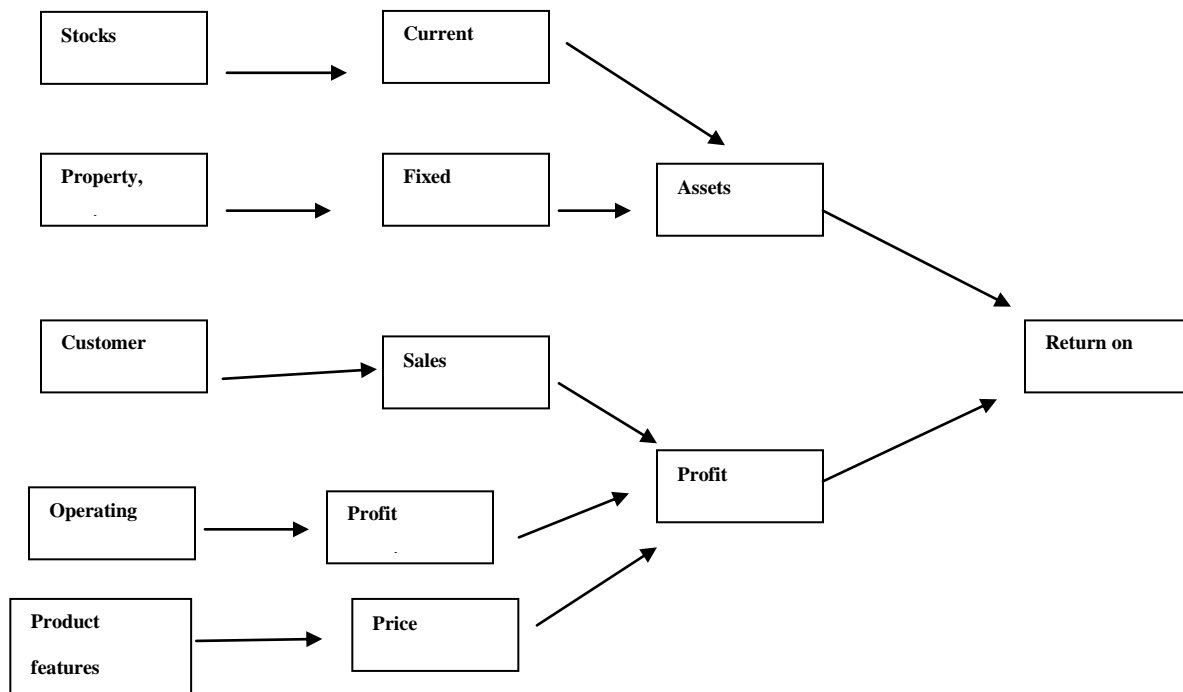 Stocks
Current
Property,
Fixed
Assets
Customer
Sales
Return on
Operating
Profit
Profit
Product
features
Price